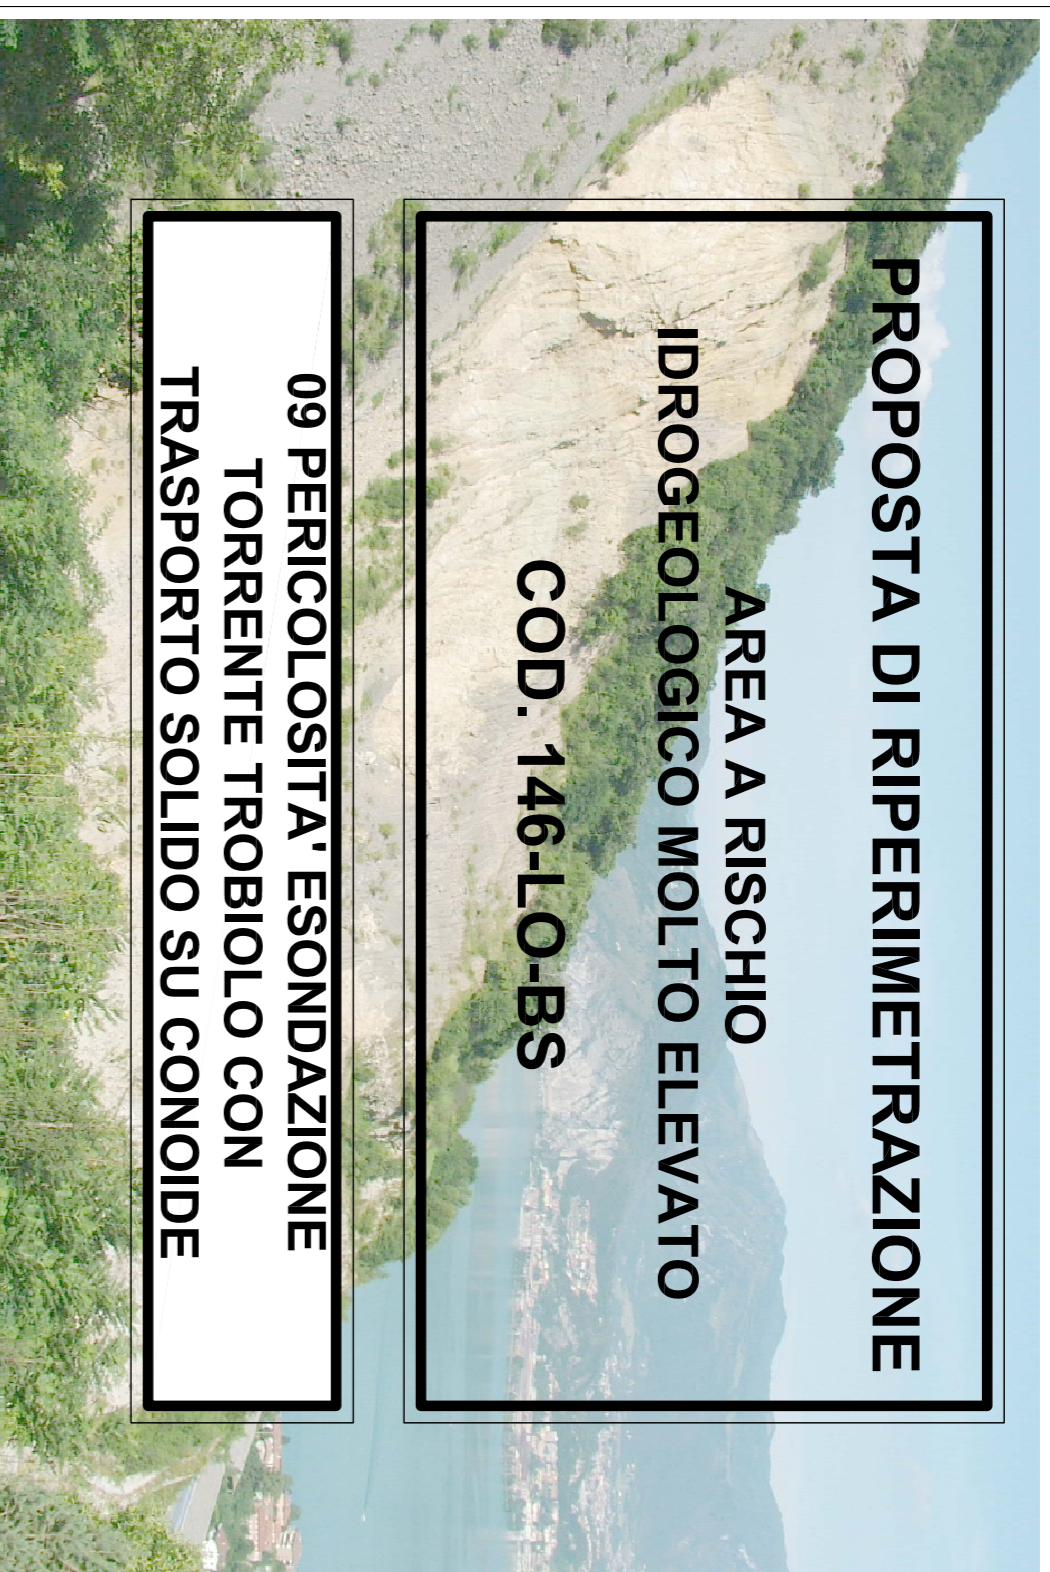 PROPOSTA DI RIPERIMETRAZIONE
AREA A RISCHIO
IDROGEOLOGICO MOLTO ELEVATO
COD. 146-LO-BS
09 PERICOLOSITA' ESONDAZIONE
TORRENTE TROBIOLO CON
TRASPORTO SOLIDO SU CONOIDE